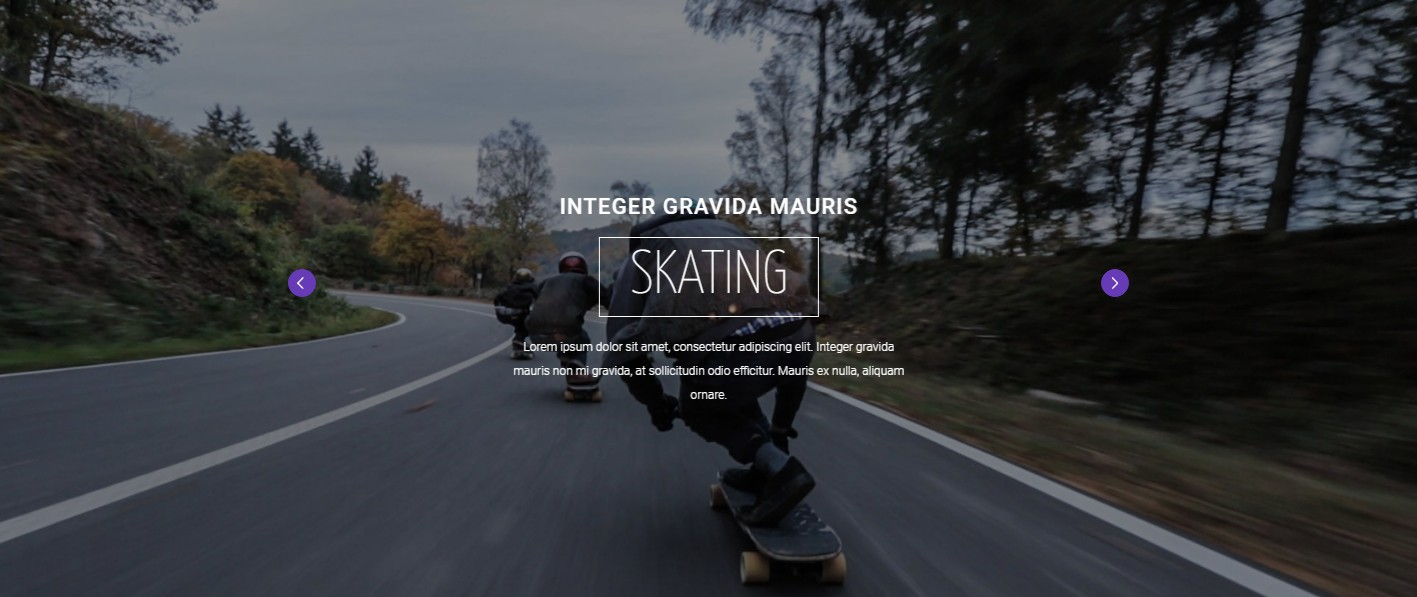 INTEGER GRAVIDA MAURIS
SKATING
Lorem ipsum dolor sit amet, consectetur adipiscing elit. Integer gravida
mauris non mi gravida, at sollicitudin odio efficitur. Mauris ex nulla, aliquam
ornare.